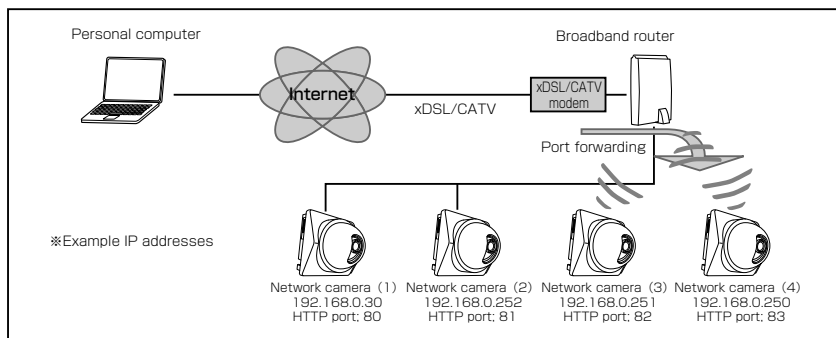 Personal computer
Broadband router
Internet
xDSL/CATV
modem
xDSL/CATV
Port forwarding
※Example IP addresses
Network camera (1)
192.168.0.30
HTTP port; 80
Network camera (2)
192.168.0.252
HTTP port; 81
Network camera (3)
192.168.0.251
HTTP port; 82
Network camera (4)
192.168.0.250
HTTP port; 83